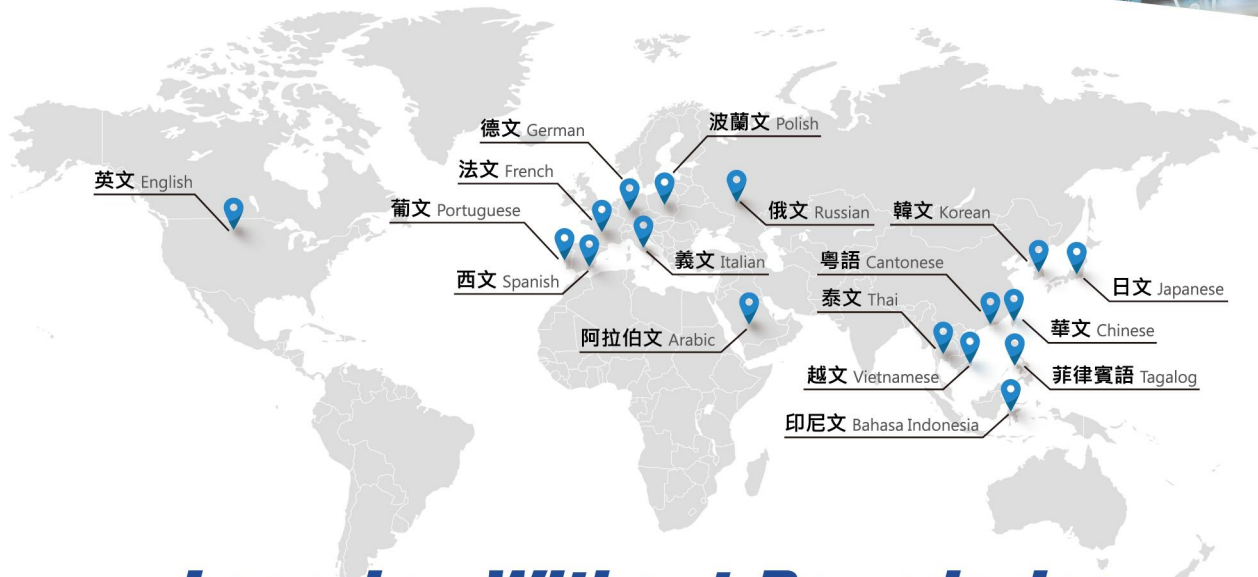 德文 German
波蘭文 Polish
法文 French
英文 English
葡文 Portuguese
俄文 Russian
韓文 Korean
義文 Italian
粵語 Cantonese
西文 Spanish
日文 Japanese
泰文 Thai
華文 Chinese
阿拉伯文 Arabic
越文 Vietnamese
菲律賓語 Tagalog
印尼文 Bahasa Indonesia